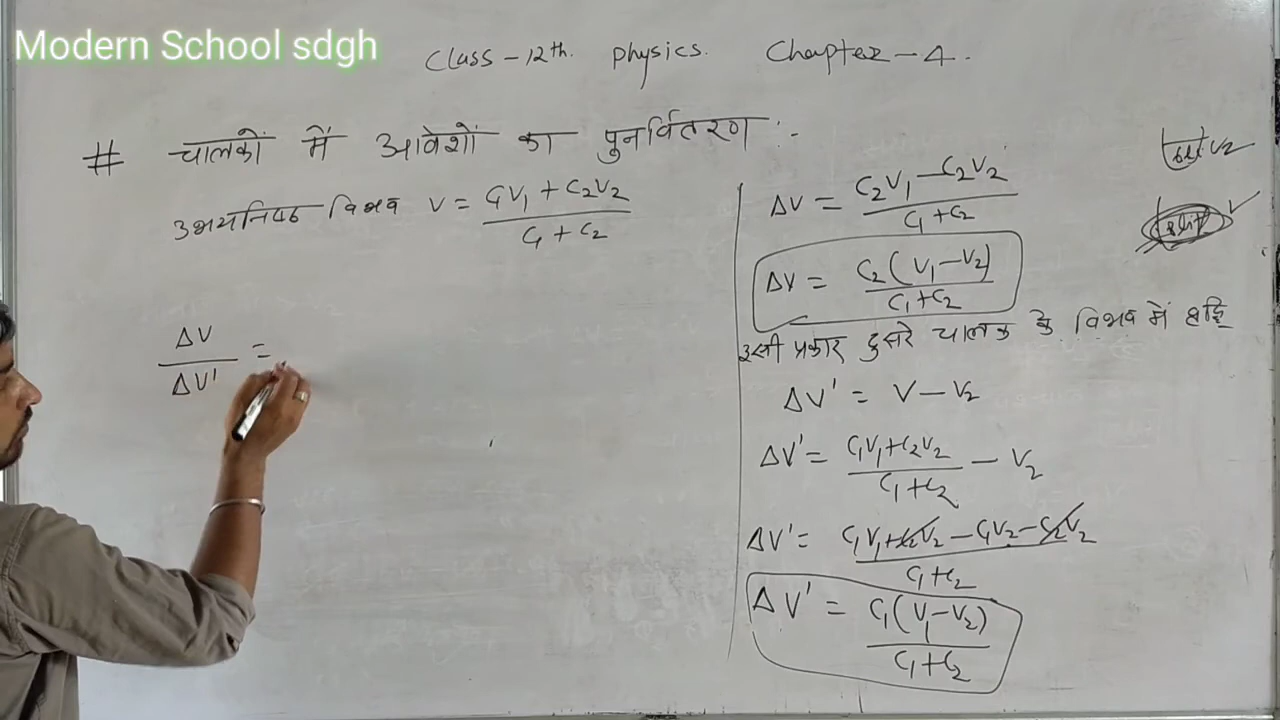 Modern School sdgh
Class - 12th. physics. Chapter - 4.
# चालकों में आवेशों का पुनर्वितरण :-
उभयनिष्ठ विभव V = C₁V₁ + C₂V₂ / C₁ + C₂
ΔV / ΔV' =
ΔV = C₂V₁ - C₂V₂ / C₁ + C₂
ΔV = C₂(V₁ - V₂) / C₁ + C₂
इसी प्रकार दुसरे चालक के विभव में
ΔV' = V - V₂
ΔV' = C₁V₁ + C₂V₂ / C₁ + C₂ - V₂
ΔV' = C₁V₁ + C₂V₂ - C₁V₂ - C₂V₂ / C₁ + C₂
ΔV' = C₁(V₁ - V₂) / C₁ + C₂